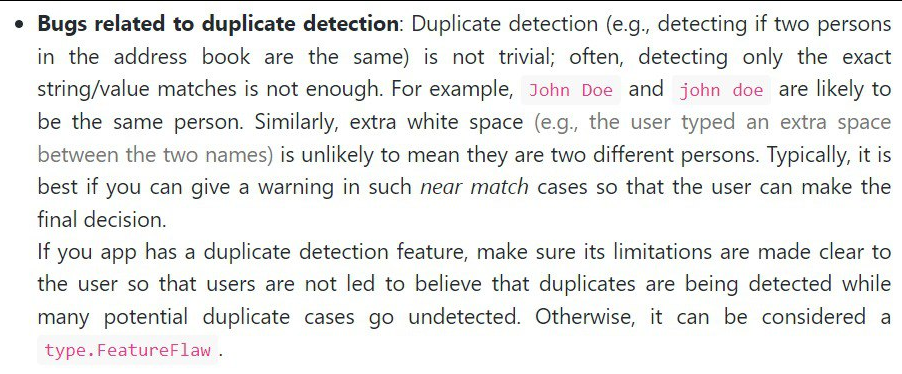 • Bugs related to duplicate detection: Duplicate detection (e.g., detecting if two persons
in the address book are the same) is not trivial; often, detecting only the exact
string/value matches is not enough. For example, John Doe and john doe are likely to
be the same person. Similarly, extra white space (e.g., the user typed an extra space
between the two names) is unlikely to mean they are two different persons. Typically, it is
best if you can give a warning in such near match cases so that the user can make the
final decision.
If you app has a duplicate detection feature, make sure its limitations are made clear to
the user so that users are not led to believe that duplicates are being detected while
many potential duplicate cases go undetected. Otherwise, it can be considered a
type.FeatureFlaw.